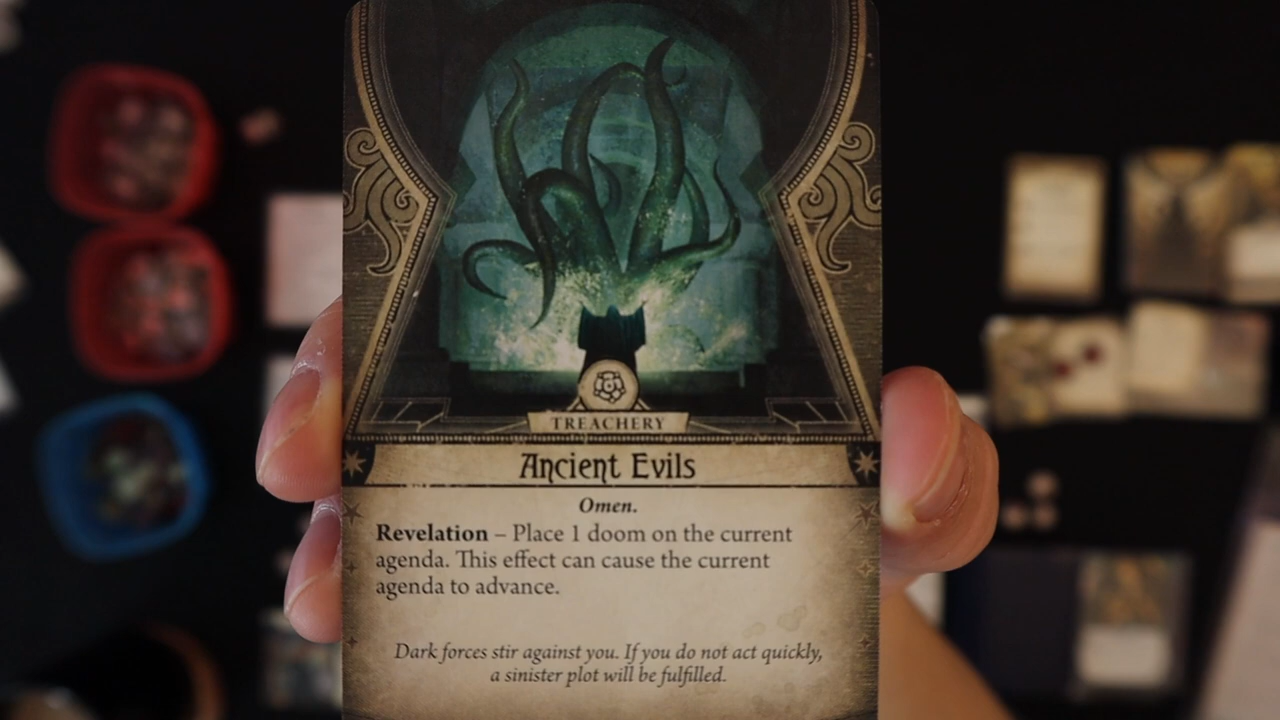 TREACHERY
Ancient Evils
Omen.
Revelation – Place 1 doom on the current
agenda. This effect can cause the current
agenda to advance.
Dark forces stir against you. If you do not act quickly,
a sinister plot will be fulfilled.